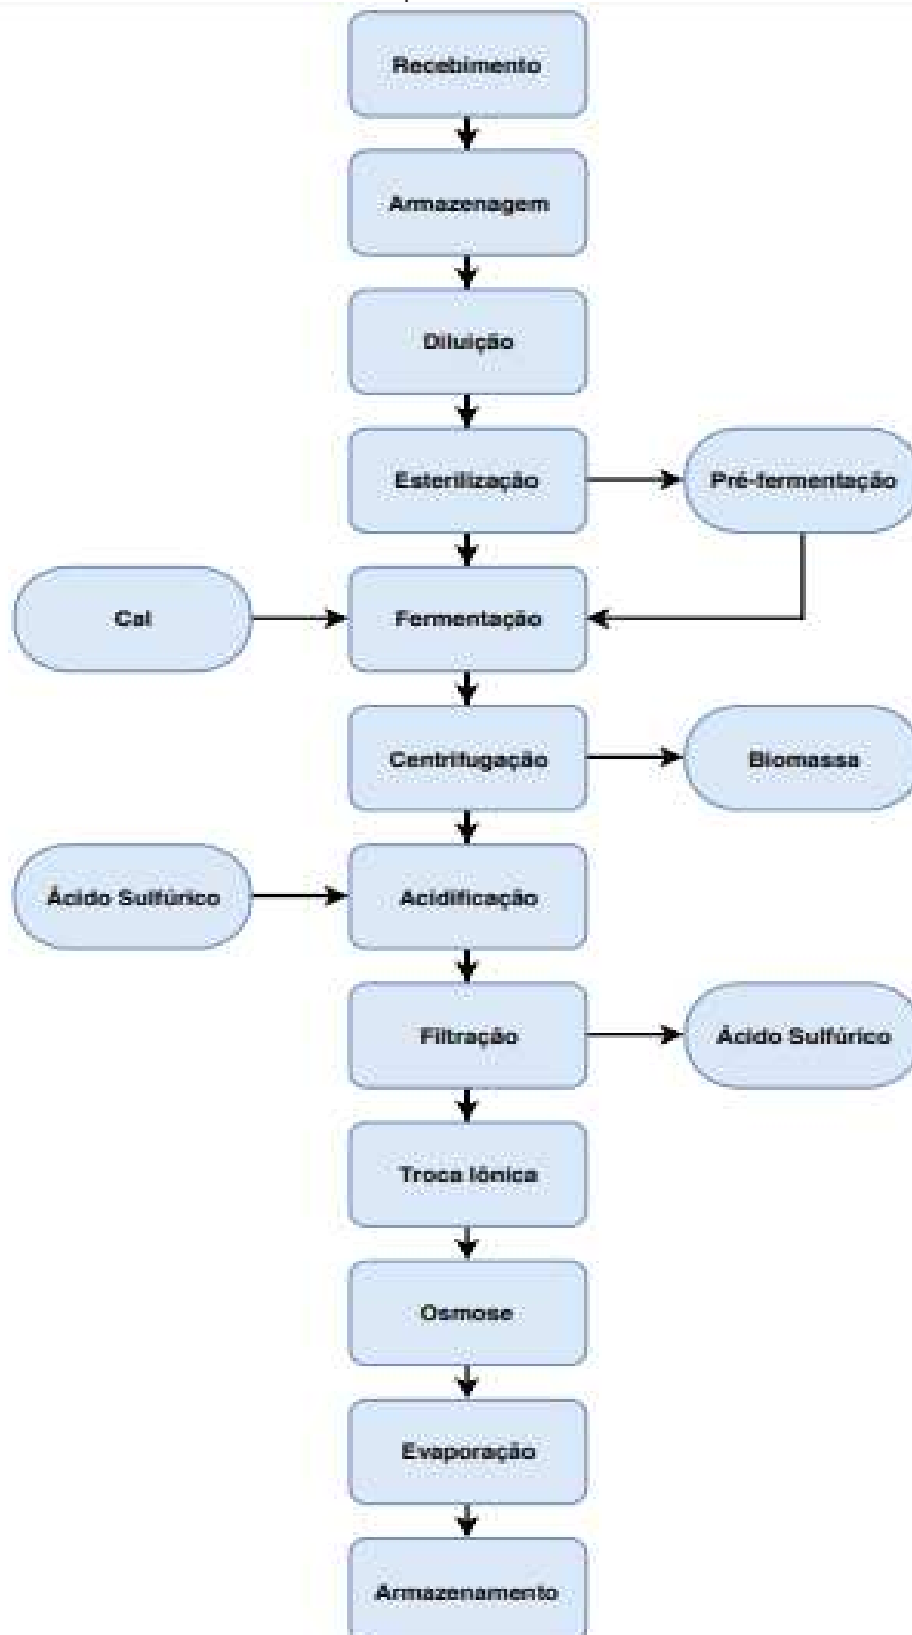 Recebimento
Armazenagem
Diluição
Esterilização
Pré-fermentação
Cal
Fermentação
Centrifugação
Biomassa
Ácido Sulfúrico
Acidificação
Filtração
Ácido Sulfúrico
Troca Iônica
Osmose
Evaporação
Armazenamento